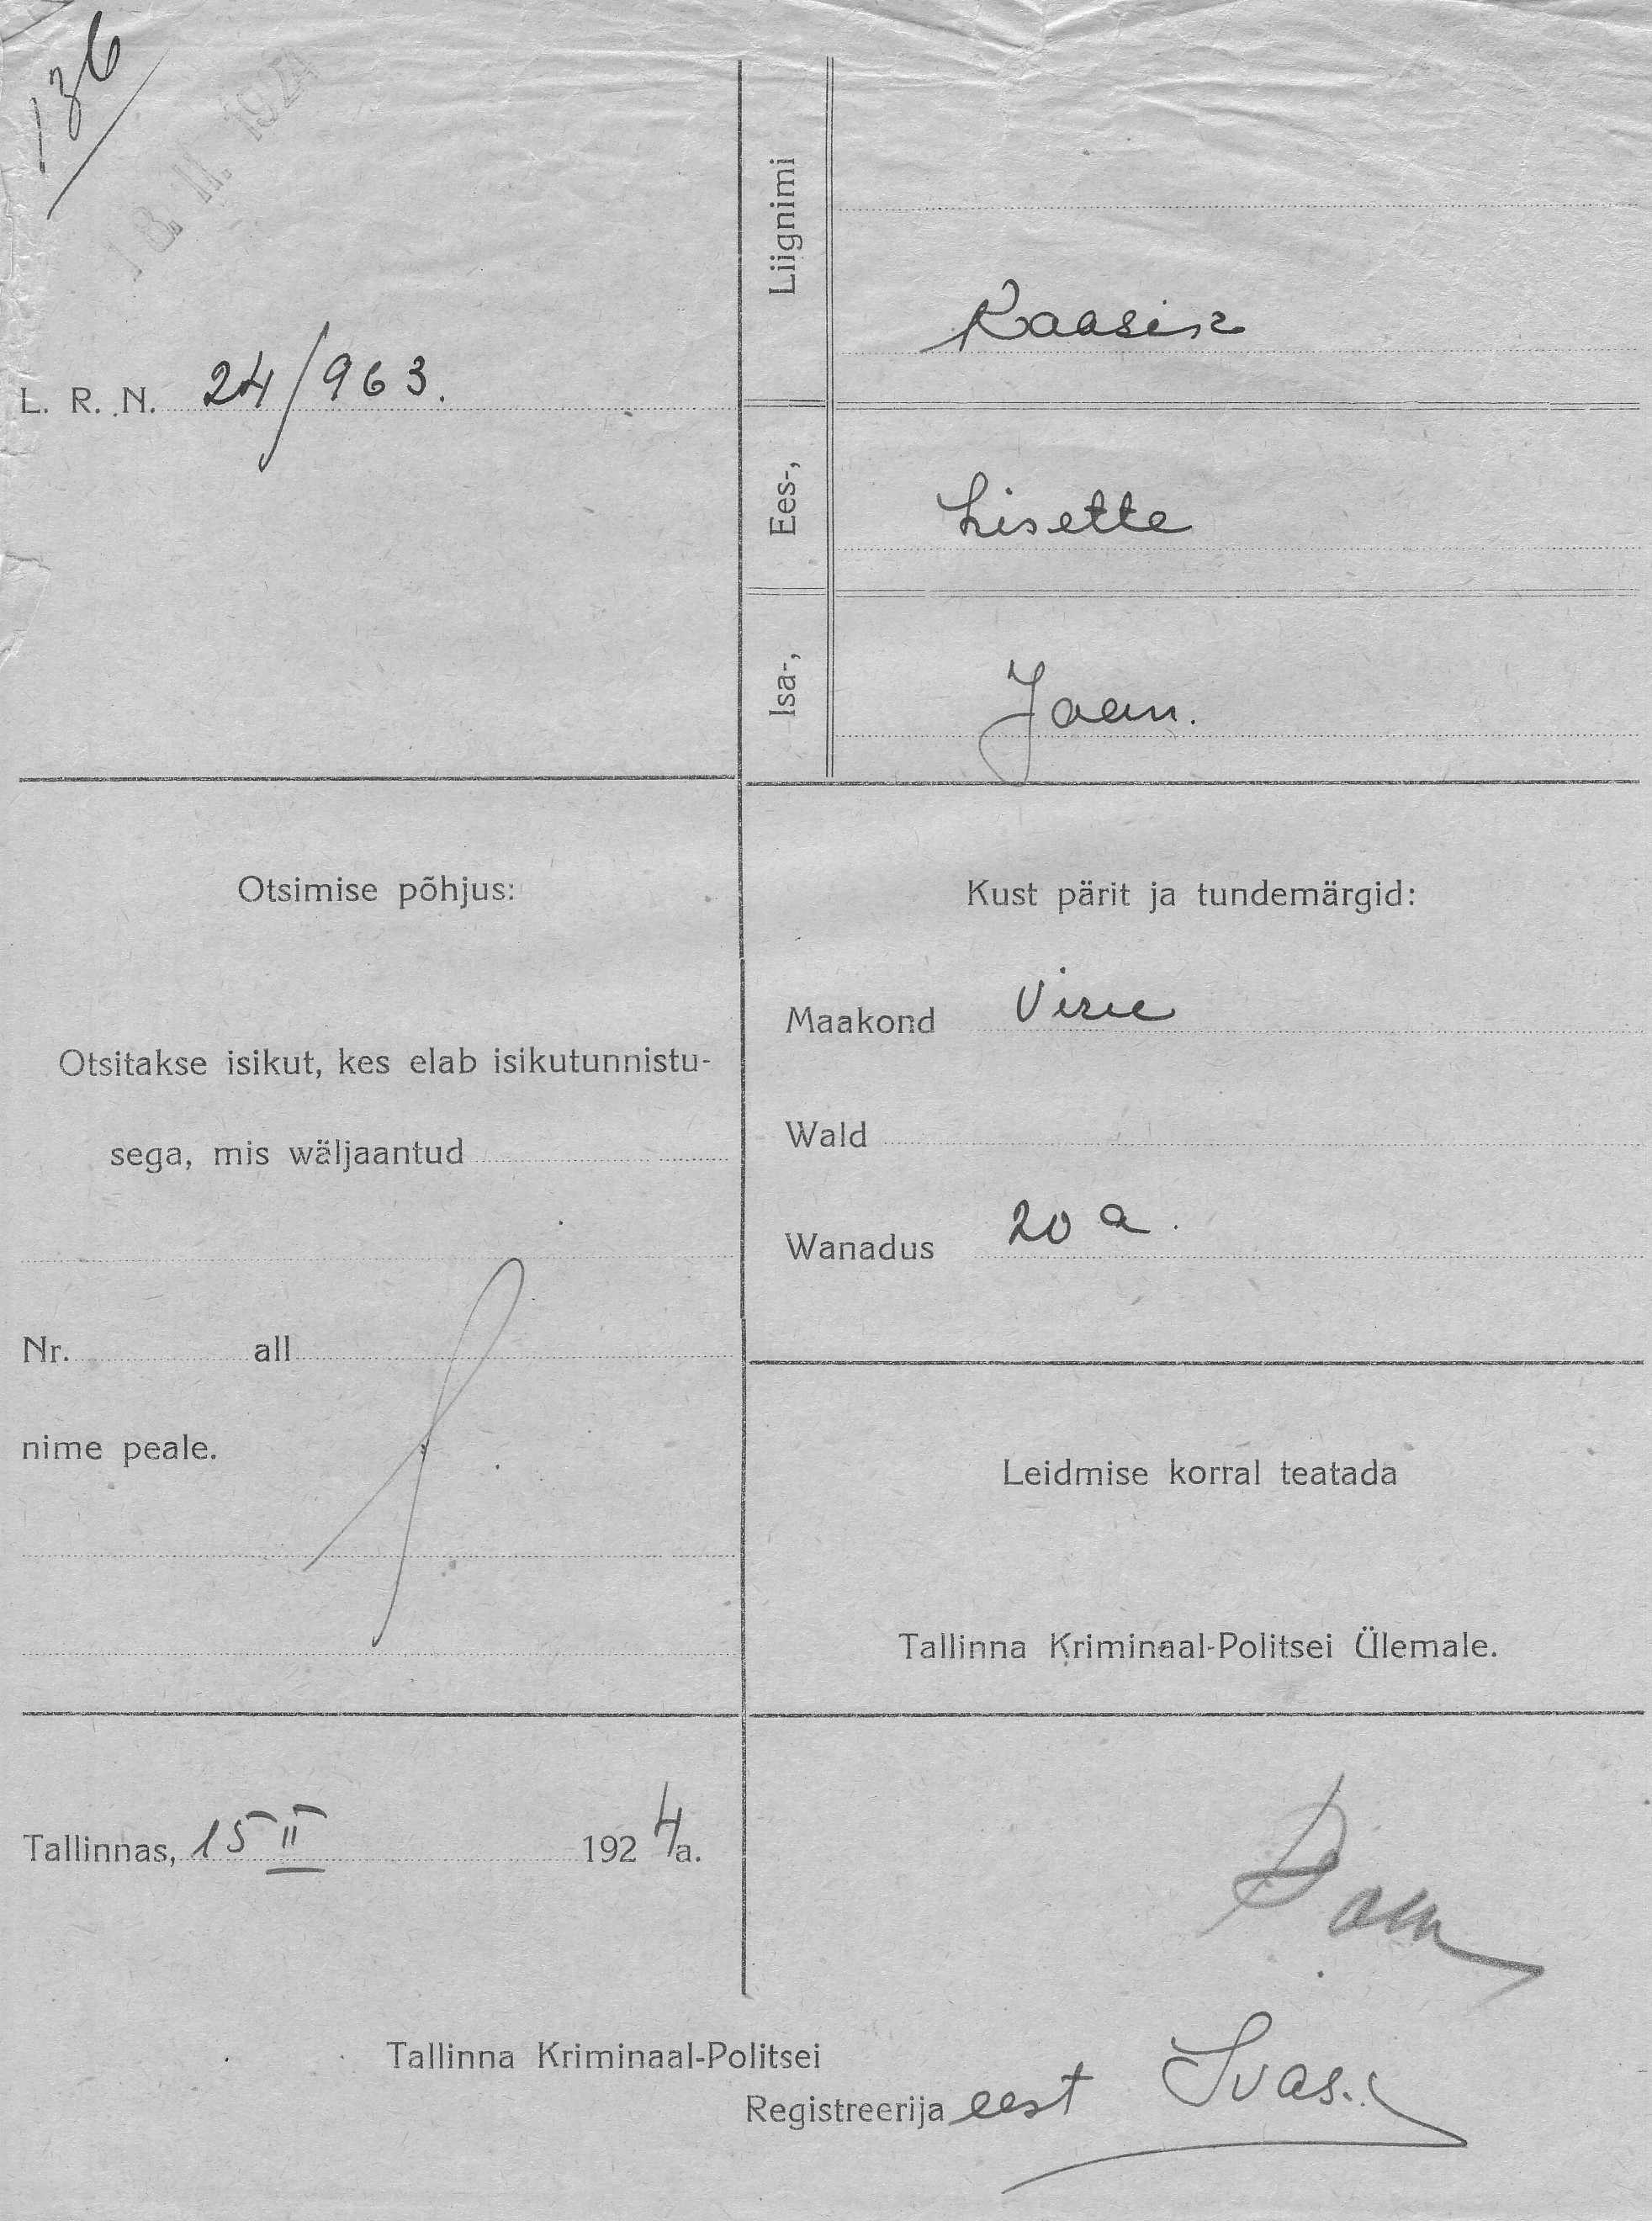 136
18. II. 1924
L. R. N. 24/963.
Liignimi
Kaasik
Ees-,
Lisette
Isa-,
Jaan.
Otsimise põhjus:
Otsitakse isikut, kes elab isikutunnistu-
sega, mis wäljaantud
Nr. all
nime peale.
Kust pärit ja tundemärgid:
Maakond Viru
Wald
Wanadus 20 a.
Leidmise korral teatada
Tallinna Kriminaal-Politsei Ülemale.
Tallinnas, 15 II 1924 a.
Tallinna Kriminaal-Politsei
Registreerija eest